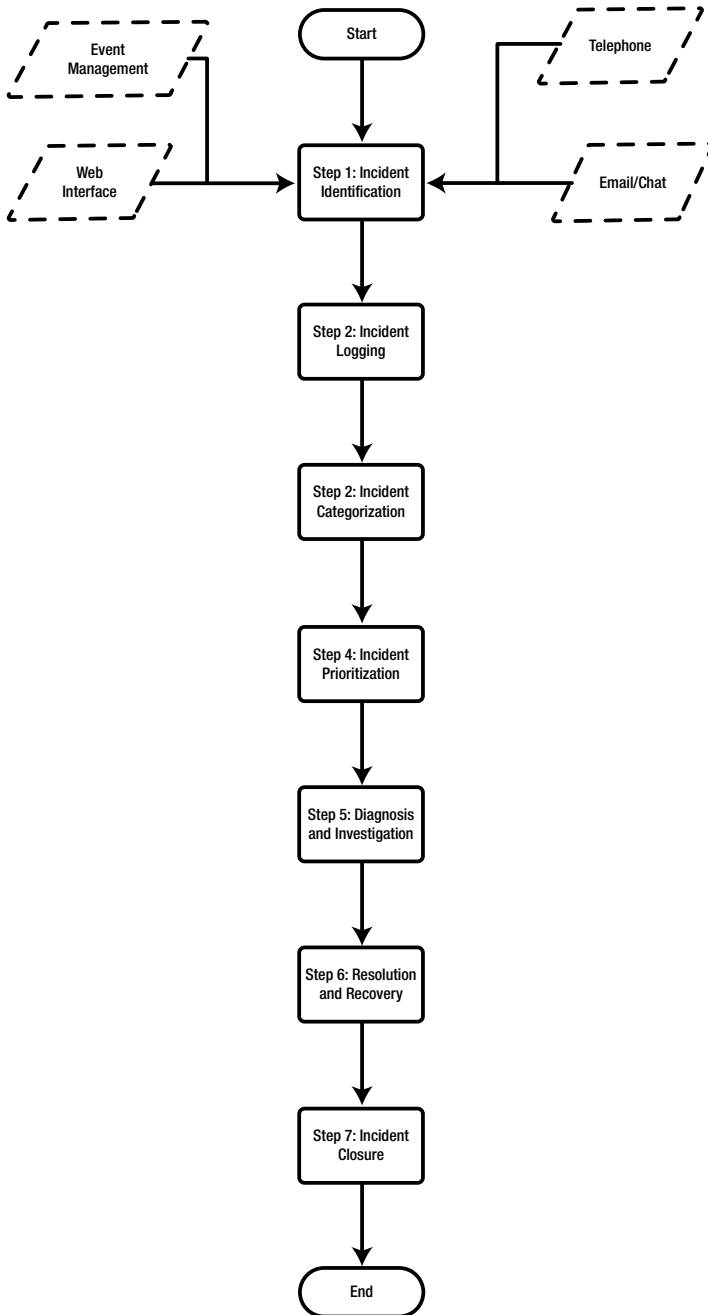 Event
Management
Start
Telephone
Web
Interface
Step 1: Incident
Identification
Email/Chat
Step 2: Incident
Logging
Step 2: Incident
Categorization
Step 4: Incident
Prioritization
Step 5: Diagnosis
and Investigation
Step 6: Resolution
and Recovery
Step 7: Incident
Closure
End